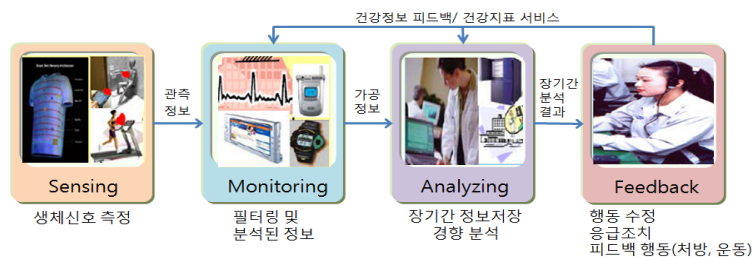 건강정보 피드백/ 건강지표 서비스
관측
정보
가공
정보
장기간
분석
결과
Sensing
Monitoring
Analyzing
Feedback
생체신호 측정
필터링 및
분석된 정보
장기간 정보저장
경향 분석
행동 수정
응급조치
피드백 행동(처방, 운동)